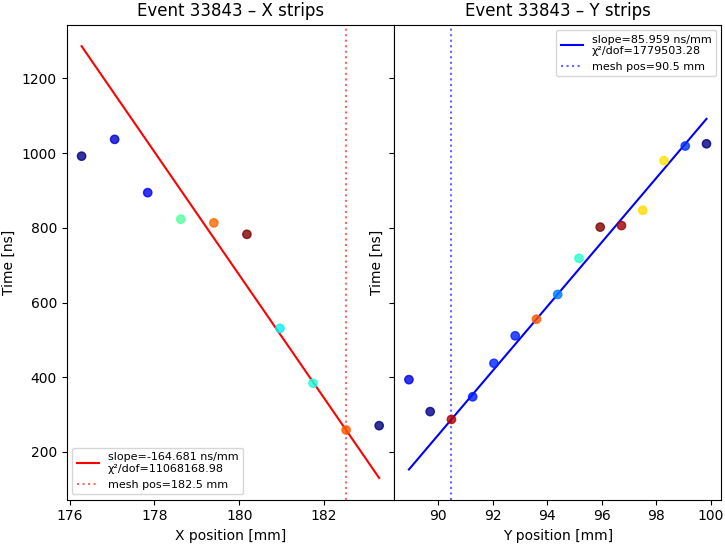 Event 33843 – X strips
Event 33843 – Y strips
1200
1000
800
600
400
200
Time [ns]
Time [ns]
slope=85.959 ns/mm
χ²/dof=1779503.28
mesh pos=90.5 mm
slope=-164.681 ns/mm
χ²/dof=11068168.98
mesh pos=182.5 mm
176
178
180
182
90
92
94
96
98
100
X position [mm]
Y position [mm]